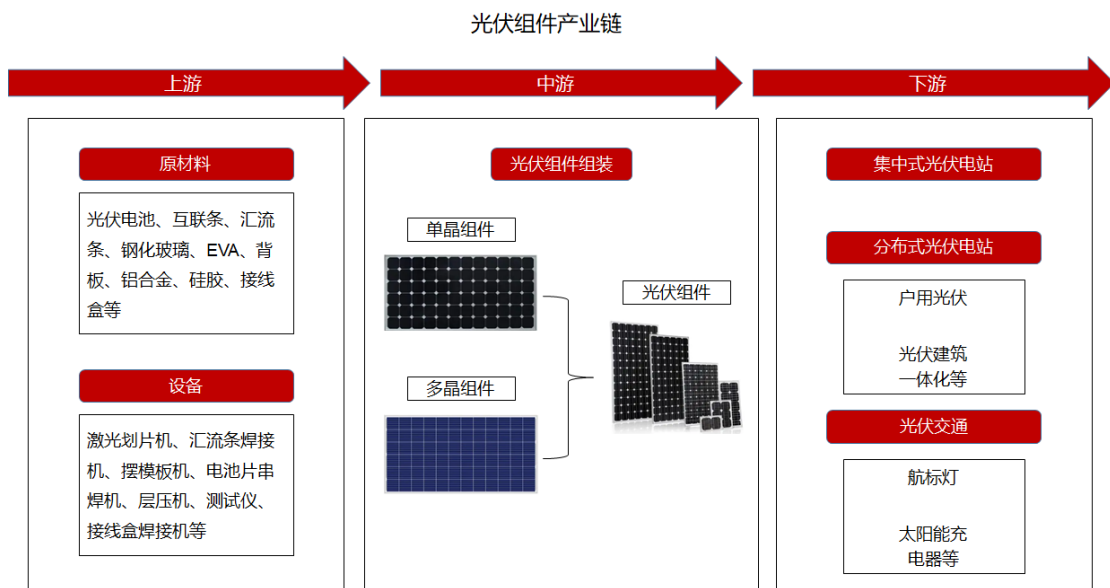 光伏组件产业链
上游
中游
下游
原材料
光伏电池、互联条、汇流
条、钢化玻璃、EVA、背
板、铝合金、硅胶、接线
盒等
设备
激光划片机、汇流条焊接
机、摆模板机、电池片串
焊机、层压机、测试仪、
接线盒焊接机等
光伏组件组装
单晶组件
多晶组件
光伏组件
集中式光伏电站
分布式光伏电站
户用光伏
光伏建筑
一体化等
光伏交通
航标灯
太阳能充
电器等